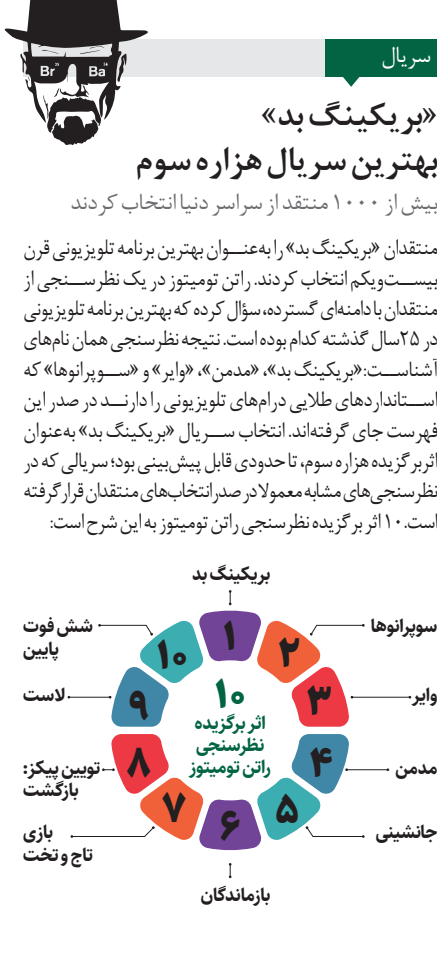 سریال
Br 35 Ba 56
«بریکینگ بد»
بهترین سریال هزاره سوم
بیش از ۱۰۰۰ منتقد از سراسر دنیا انتخاب کردند
منتقدان «بریکینگ بد» را به‌عنـــوان بهترین برنامه تلویزیونی قرن
بیســـت‌ویکم انتخاب کردند. راتن تومیتوز در یک نظرســـنجی از
منتقدان با دامنه‌ای گسترده، سؤال کرده که بهترین برنامه تلویزیونی
در ۲۵سال گذشته کدام بوده است. نتیجه نظرسنجی همان نام‌های
آشناســـت:«بریکینگ بد»، «مدمن»، «وایر» و «ســـوپرانوها» که
اســـتانداردهای طلایی درام‌های تلویزیونی را دارنـــد در صدر این
فهرست جای گرفته‌اند. انتخاب ســـریال «بریکینگ بد» به‌عنوان
اثر برگزیده هزاره سوم، تا حدودی قابل پیش‌بینی بود؛ سریالی که در
نظرسنجی‌های مشابه معمولا در صدر انتخاب‌های منتقدان قرار گرفته
است. ۱۰ اثر برگزیده نظرسنجی راتن تومیتوز به این شرح است:
بریکینگ بد
۱
سوپرانوها
۲
وایر
۳
مدمن
۴
جانشینی
۵
بازماندگان
۶
بازی
تاج و تخت
۷
تویین پیکز:
بازگشت
۸
لاست
۹
شش فوت
پایین
۱۰
۱۰
اثر برگزیده
نظرسنجی
راتن تومیتوز